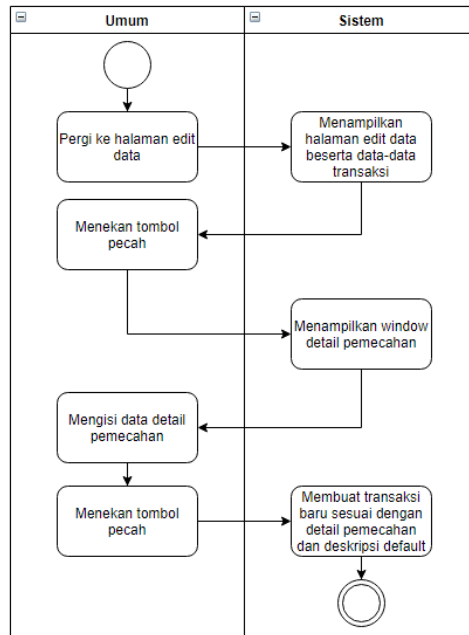 Umum
Sistem
Pergi ke halaman edit
data
Menampilkan
halaman edit data
beserta data-data
transaksi
Menekan tombol
pecah
Menampilkan window
detail pemecahan
Mengisi data detail
pemecahan
Menekan tombol
pecah
Membuat transaksi
baru sesuai dengan
detail pemecahan
dan deskripsi default